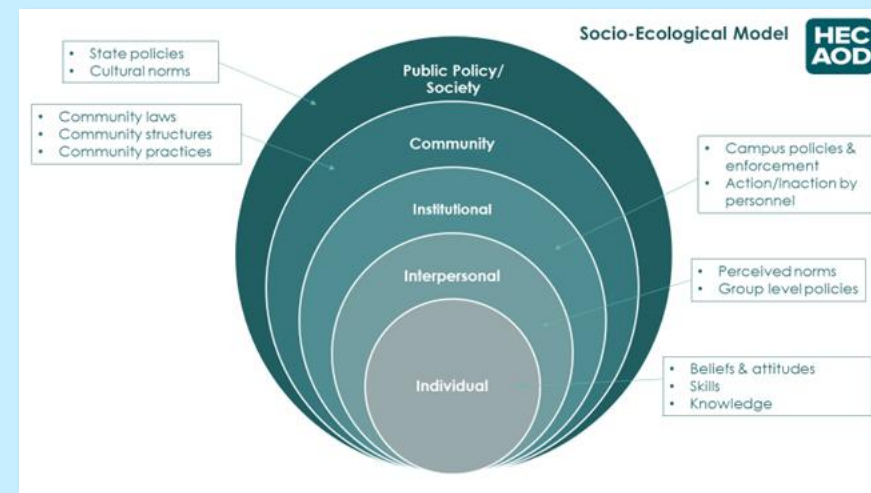 Socio-Ecological Model
HEC
AOD
• State policies
• Cultural norms
Public Policy/
Society
• Community laws
• Community structures
• Community practices
Community
• Campus policies &
enforcement
• Action/Inaction by
personnel
Institutional
• Perceived norms
• Group level policies
Interpersonal
• Beliefs & attitudes
• Skills
• Knowledge
Individual